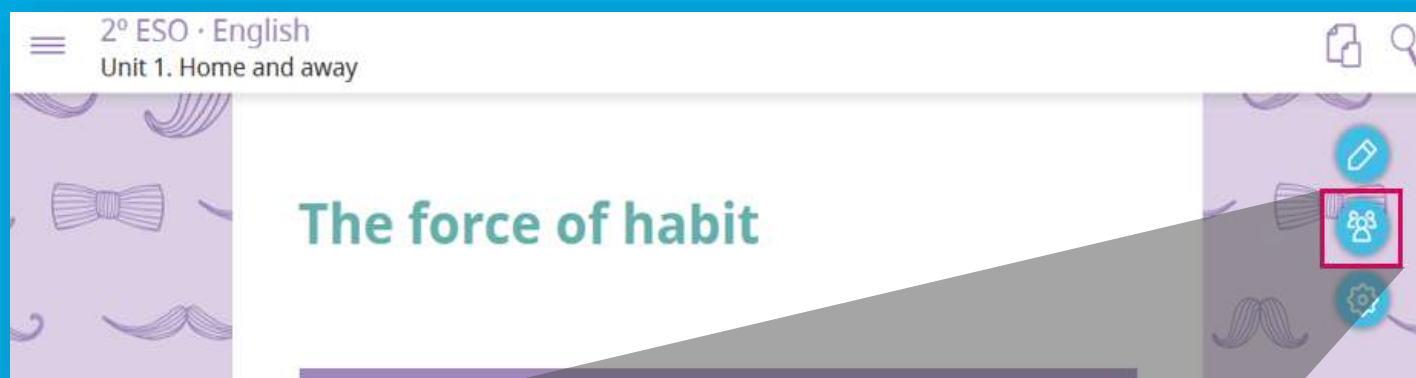 2º ESO · English
Unit 1. Home and away
The force of habit